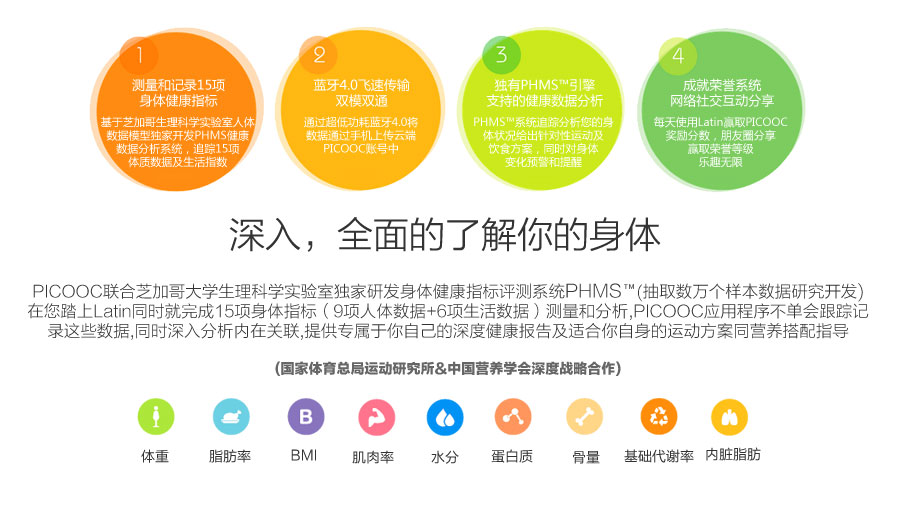 1
测量和记录15项
身体健康指标
基于芝加哥生理科学实验室人体
数据模型独家开发PHMS健康
数据分析系统，追踪15项
体质数据及生活指数
2
蓝牙4.0飞速传输
双模双通
通过超低功耗蓝牙4.0将
数据通过手机上传云端
PICOOC账号中
3
独有PHMS™引擎
支持的健康数据分析
PHMS™系统追踪分析您的身
体状况给出针对性运动及
饮食方案，同时对身体
变化预警和提醒
4
成就荣誉系统
网络社交互动分享
每天使用Latin赢取PICOOC
奖励分数，朋友圈分享
赢取荣誉等级
乐趣无限
深入，全面的了解你的身体
PICOOC联合芝加哥大学生理科学实验室独家研发身体健康指标评测系统PHMS™(抽取数万个样本数据研究开发)
在您踏上Latin同时就完成15项身体指标（9项人体数据+6项生活数据）测量和分析,PICOOC应用程序不单会跟踪记
录这些数据,同时深入分析内在关联,提供专属于你自己的深度健康报告及适合你自身的运动方案同营养搭配指导
(国家体育总局运动研究所&中国营养学会深度战略合作)
B
体重 脂肪率 BMI 肌肉率 水分 蛋白质 骨量 基础代谢率 内脏脂肪